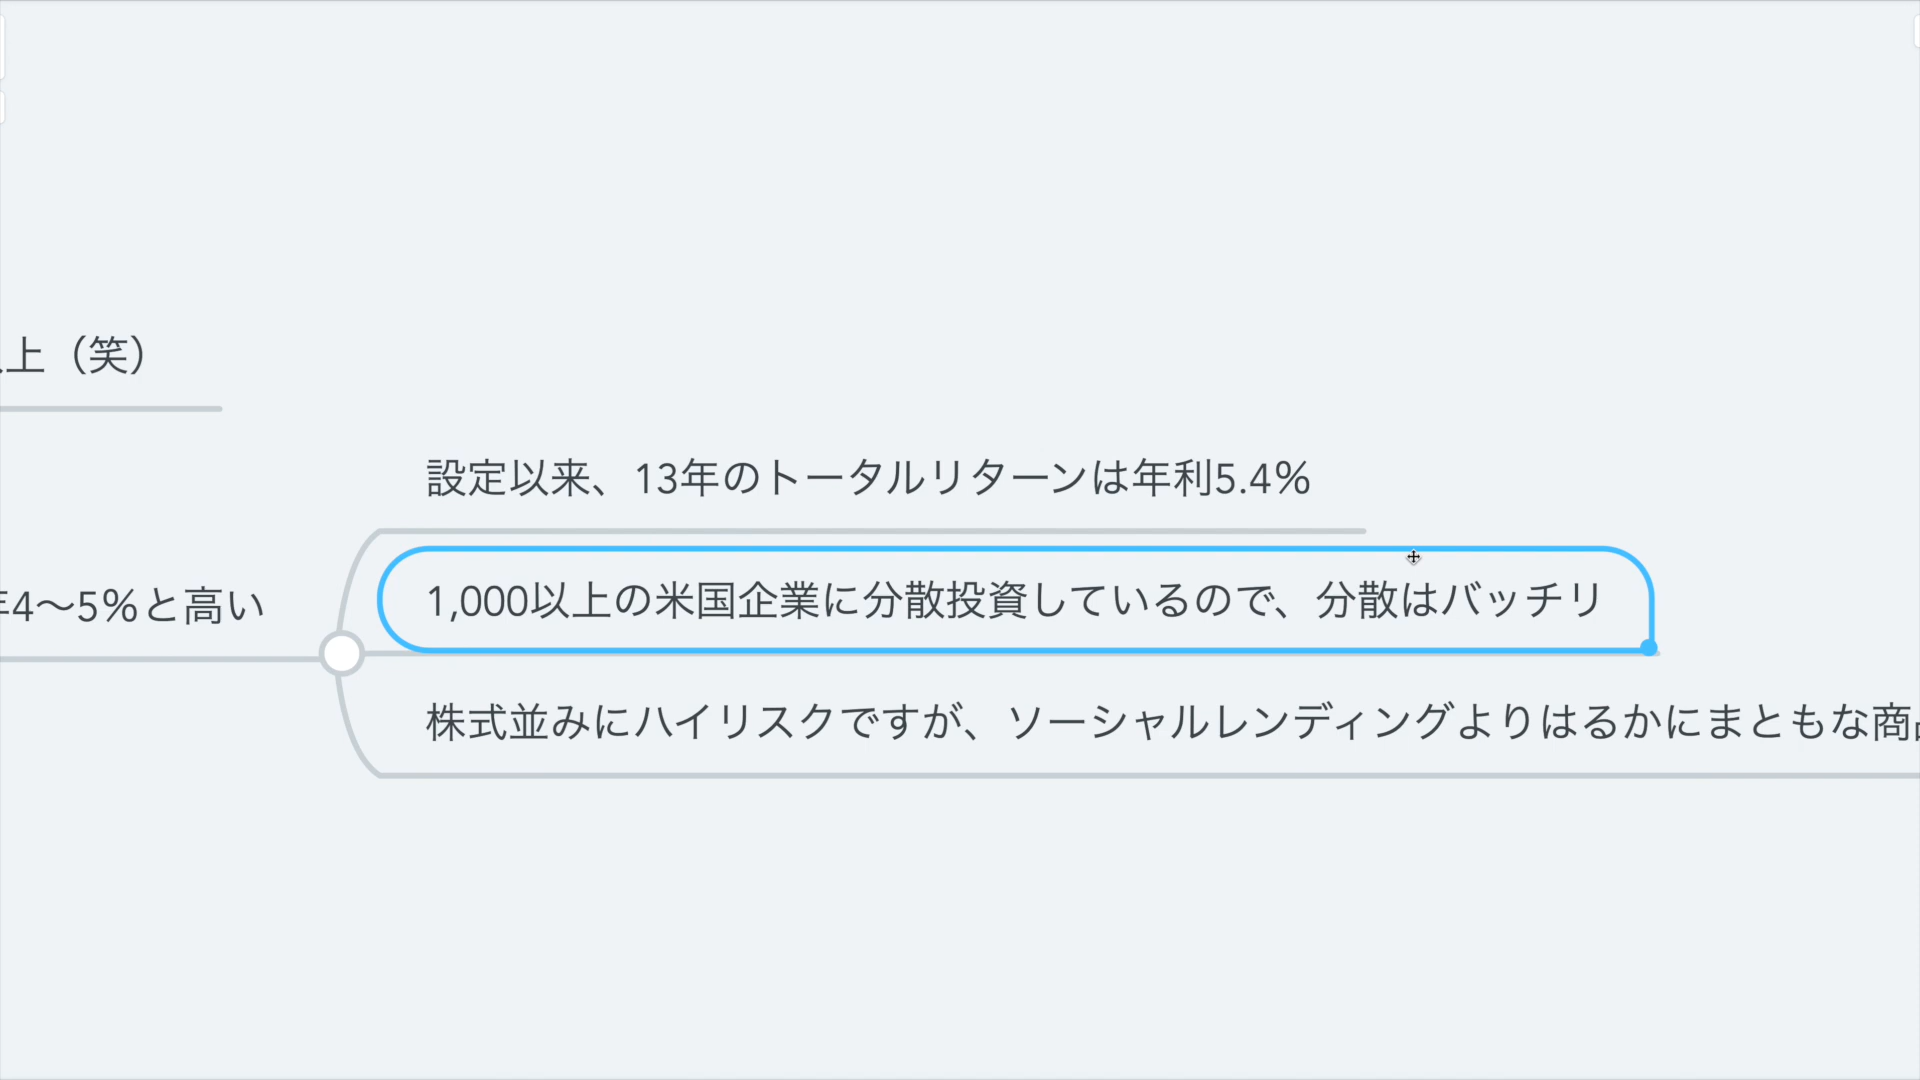 上（笑）
設定以来、13年のトータルリターンは年利5.4%
1,000以上の米国企業に分散投資しているので、分散はバッチリ
年4〜5%と高い
株式並みにハイリスクですが、ソーシャルレンディングよりはるかにまともな商品